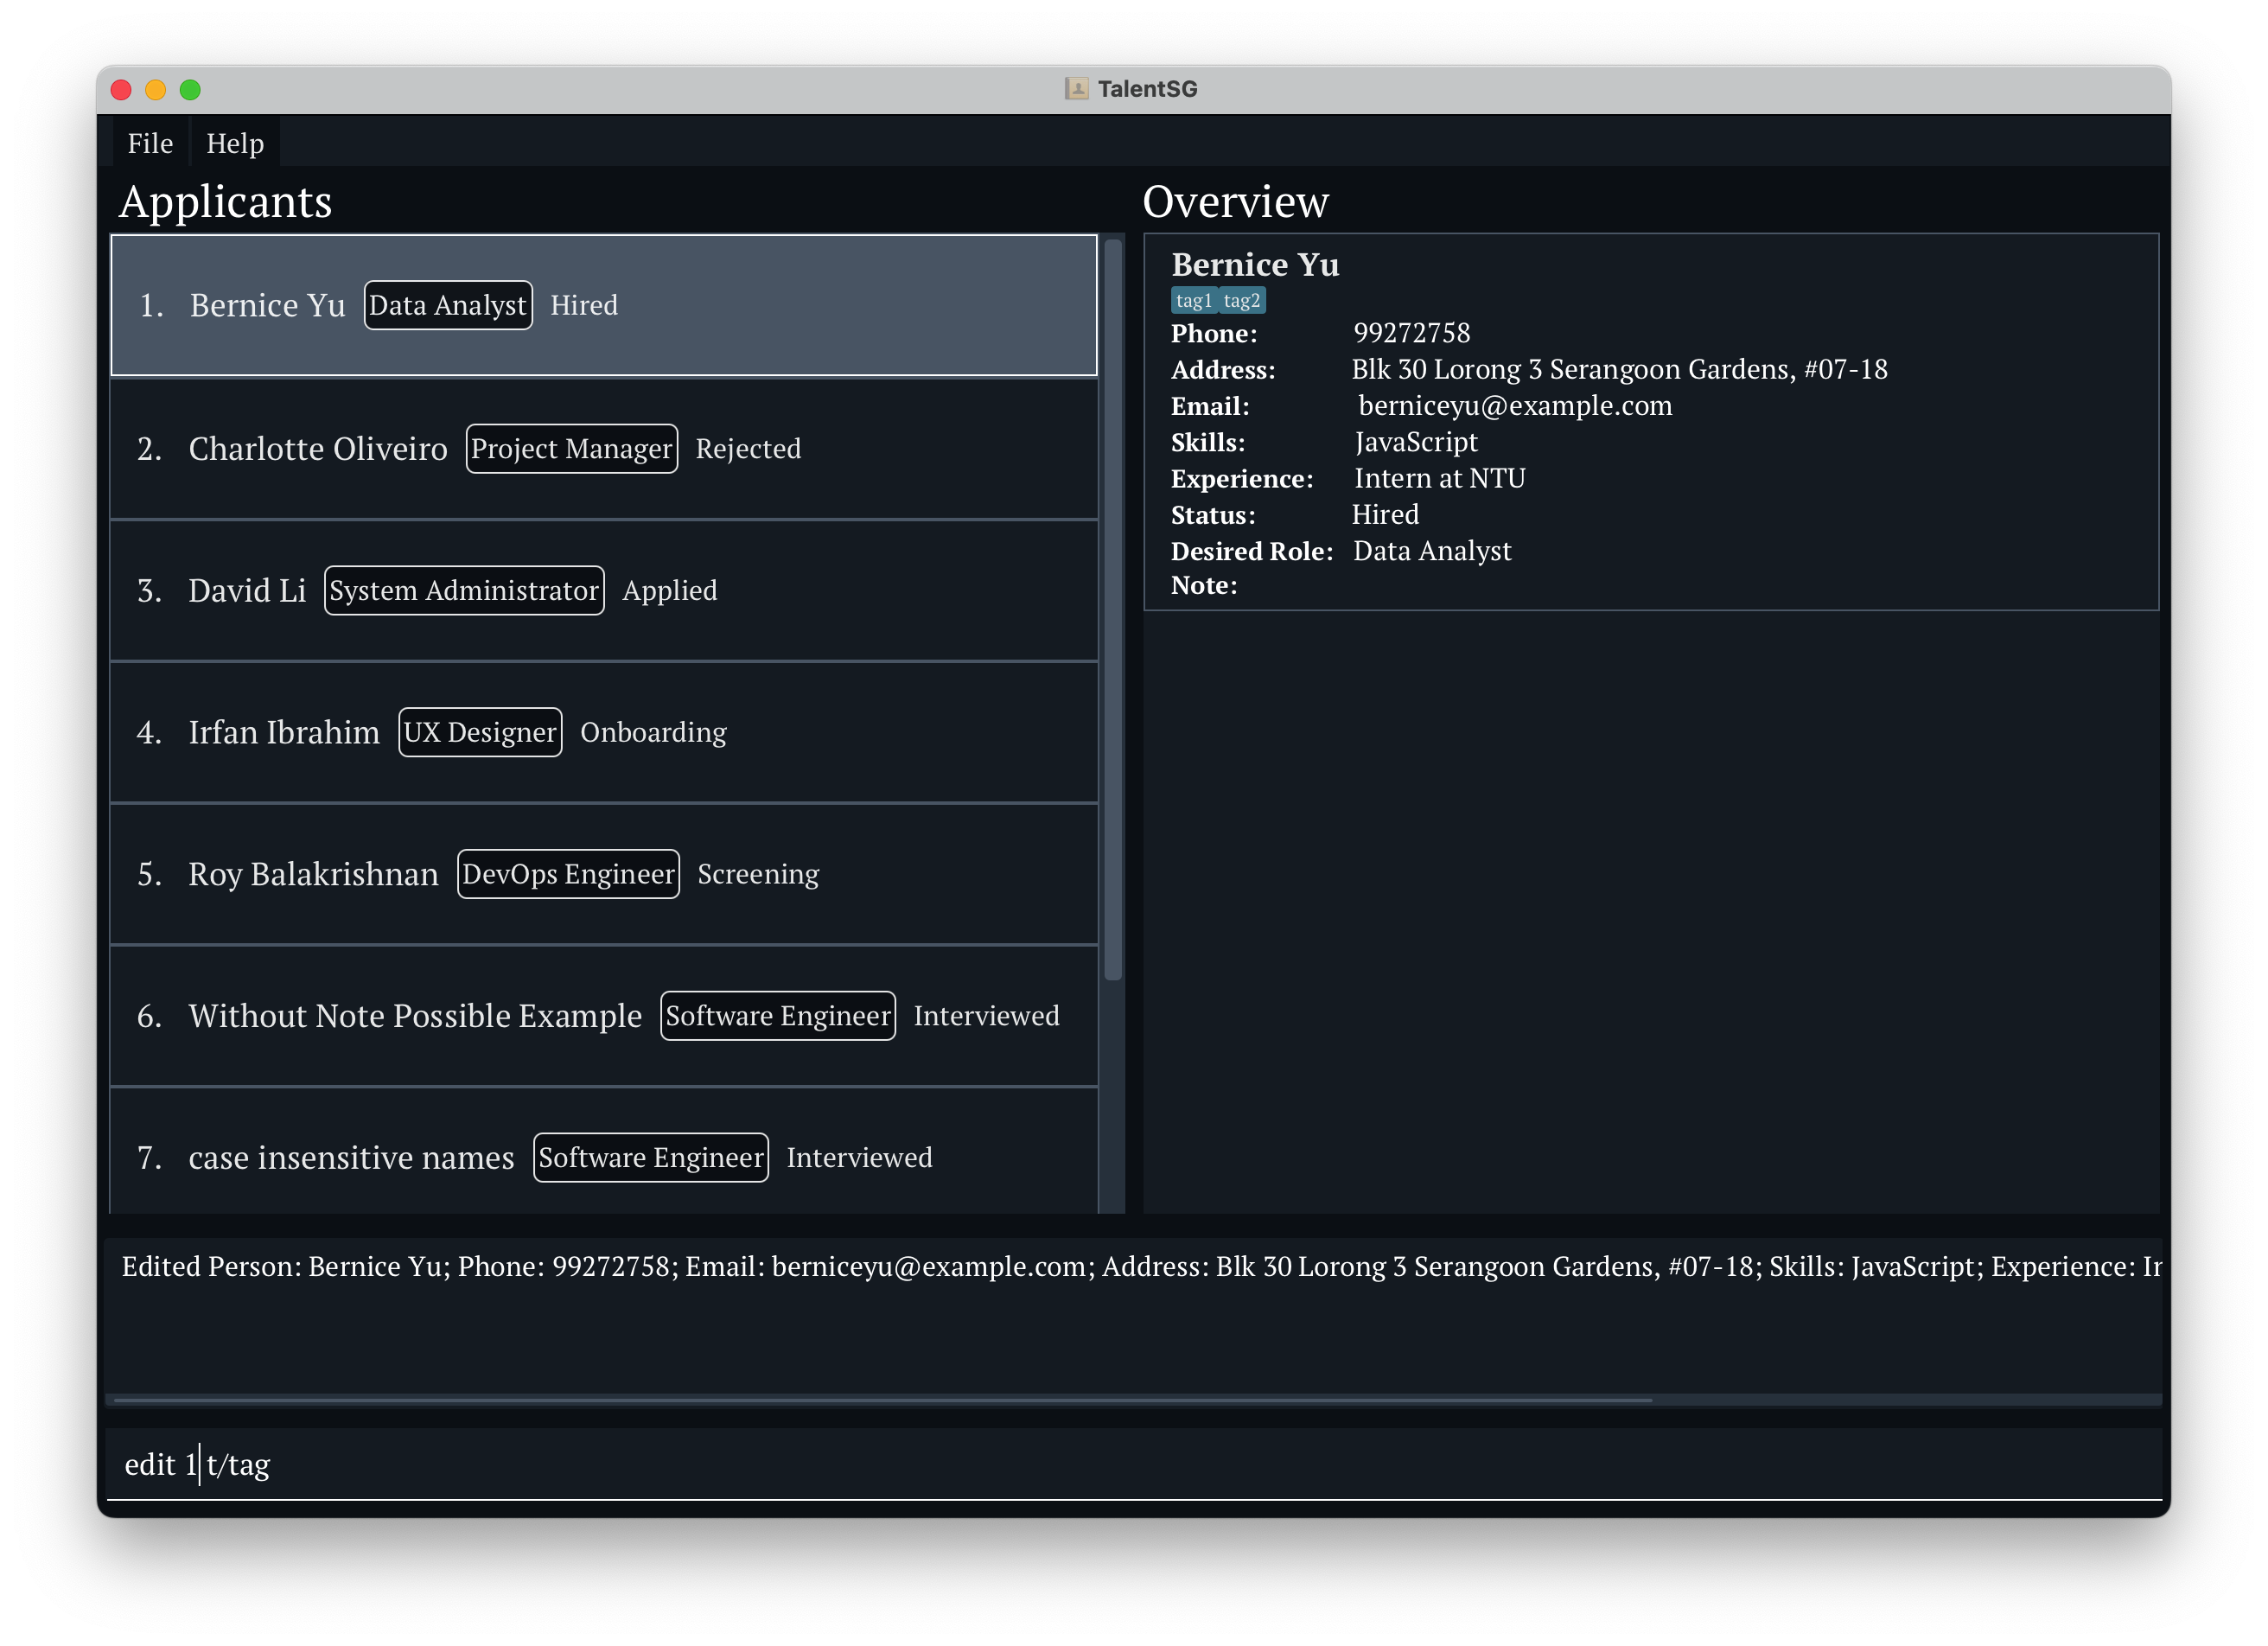 TalentSG
File Help
Applicants
1. Bernice Yu Data Analyst Hired
2. Charlotte Oliveiro Project Manager Rejected
3. David Li System Administrator Applied
4. Irfan Ibrahim UX Designer Onboarding
5. Roy Balakrishnan DevOps Engineer Screening
6. Without Note Possible Example Software Engineer Interviewed
7. case insensitive names Software Engineer Interviewed
Overview
Bernice Yu
tag1 tag2
Phone: 99272758
Address: Blk 30 Lorong 3 Serangoon Gardens, #07-18
Email: berniceyu@example.com
Skills: JavaScript
Experience: Intern at NTU
Status: Hired
Desired Role: Data Analyst
Note:
Edited Person: Bernice Yu; Phone: 99272758; Email: berniceyu@example.com; Address: Blk 30 Lorong 3 Serangoon Gardens, #07-18; Skills: JavaScript; Experience:
edit 1 t/tag